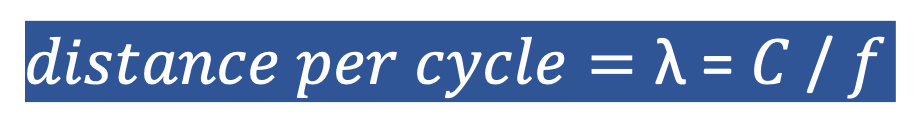 distance per cycle = λ = C / f